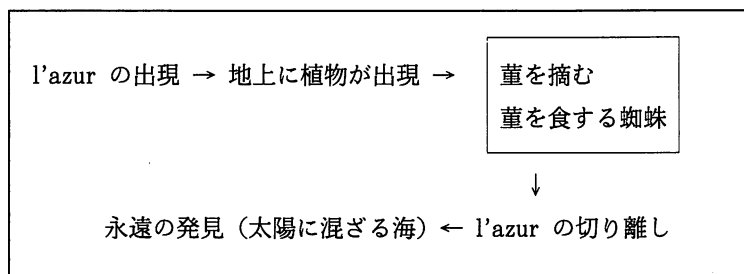 l'azur の出現 → 地上に植物が出現 → 菫を摘む
菫を食する蜘蛛
↓
永遠の発見（太陽に混ざる海）← l'azur の切り離し